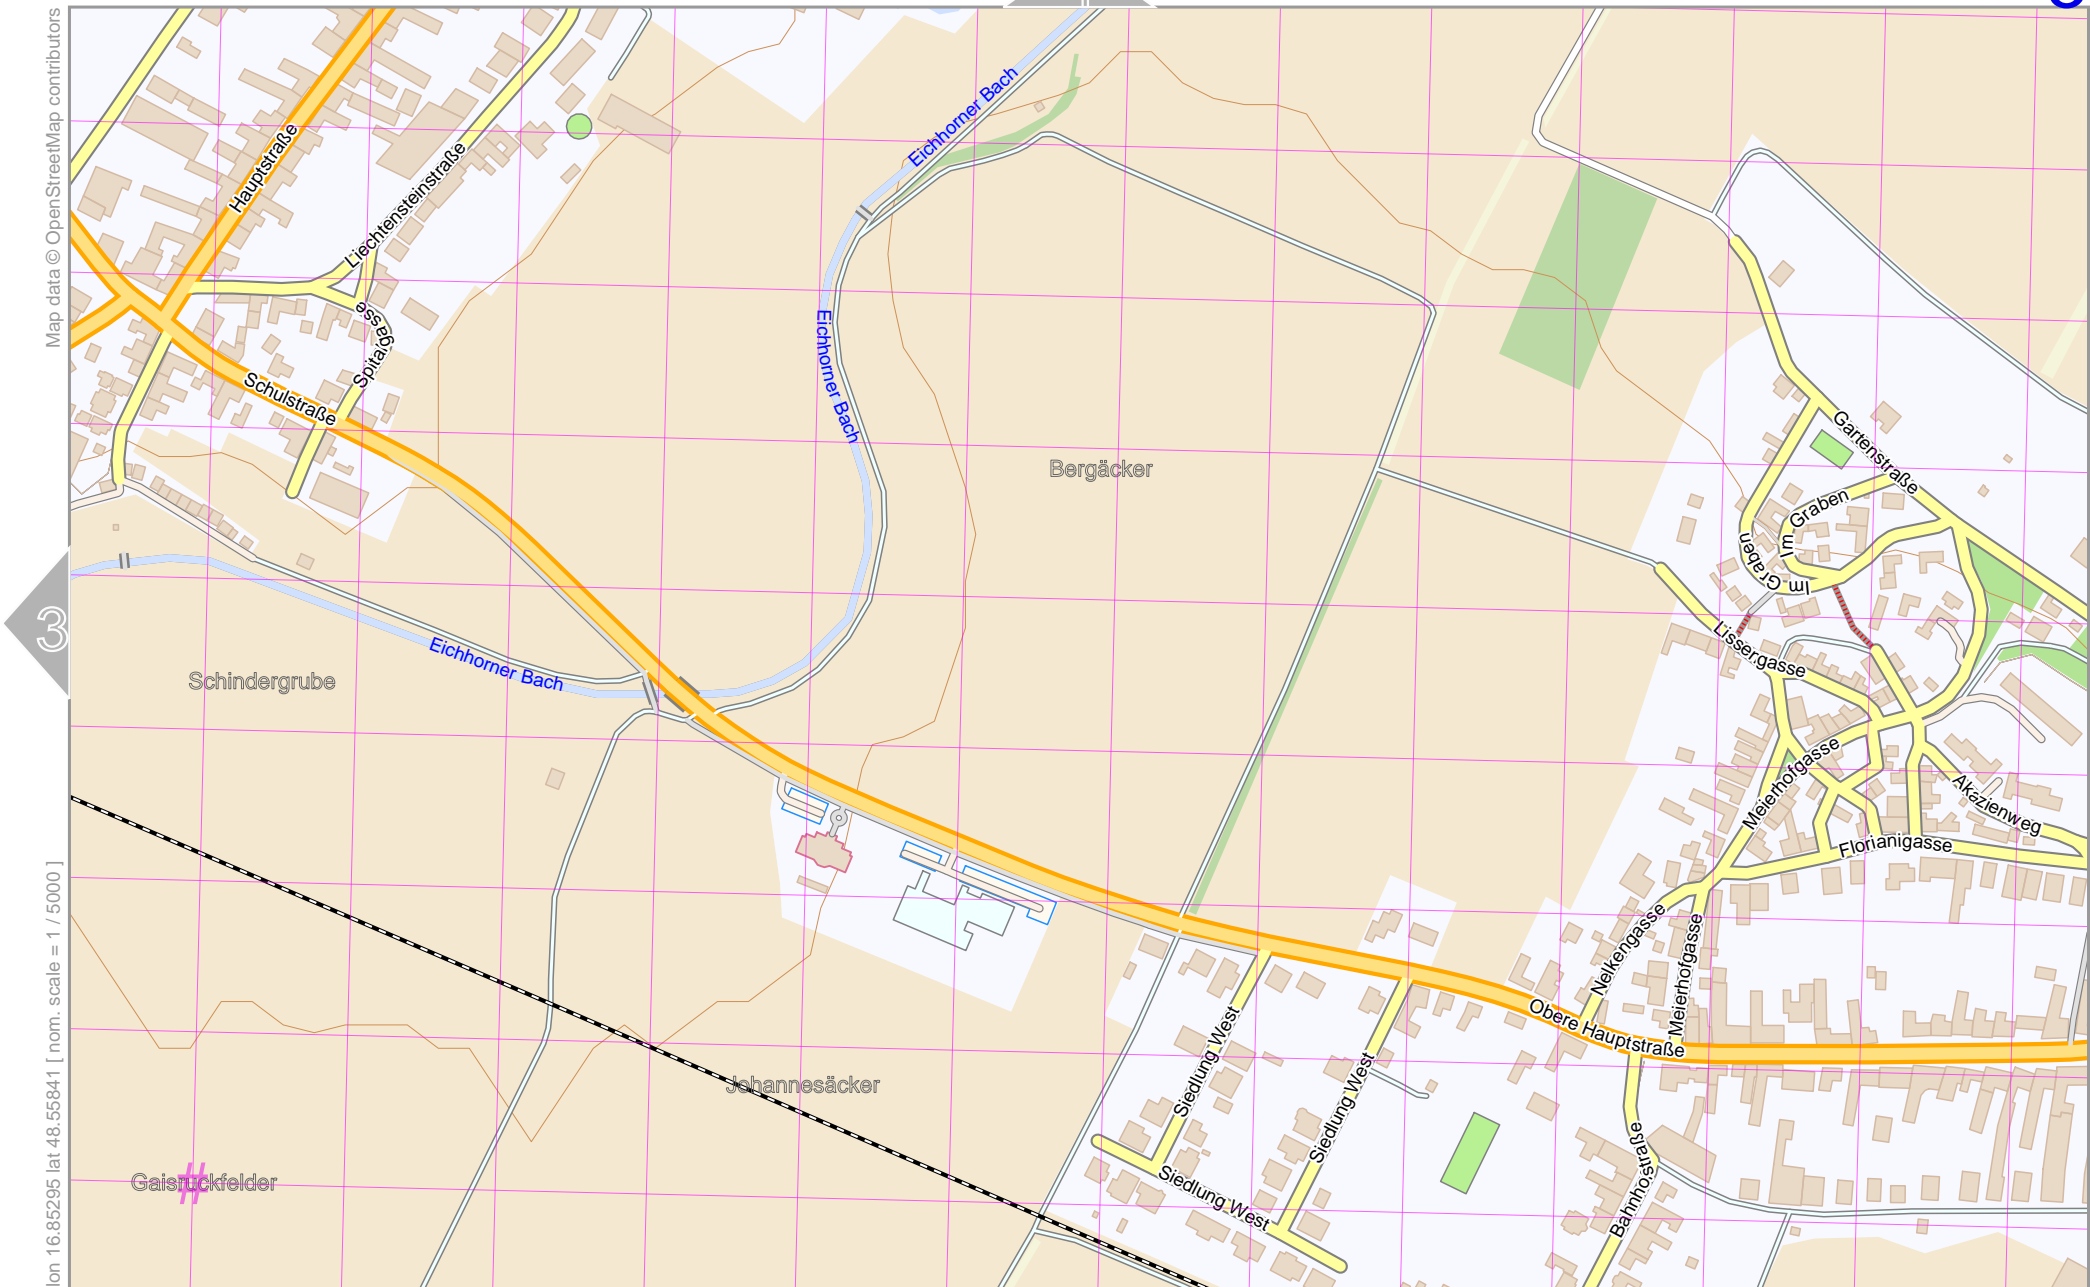 Map data © OpenStreetMap contributors
Hauptstraße
Liechtensteinstraße
Spitalgasse
Schulstraße
Eichhorner Bach
Eichhorner Bach
Bergäcker
Gartenstraße
Im Graben
Im Graben
3
Eichhorner Bach
Schindergrube
Lissergasse
Meierhofgasse
Akazienweg
Florianigasse
Nelkengasse
Meierhofgasse
Obere Hauptstraße
Siedlung West
Siedlung West
Siedlung West
Johannesäcker
Gaisruckfelder
#
Bahnhofstraße
lon 16.85295 lat 48.55841 [ nom. scale = 1 / 5000 ]